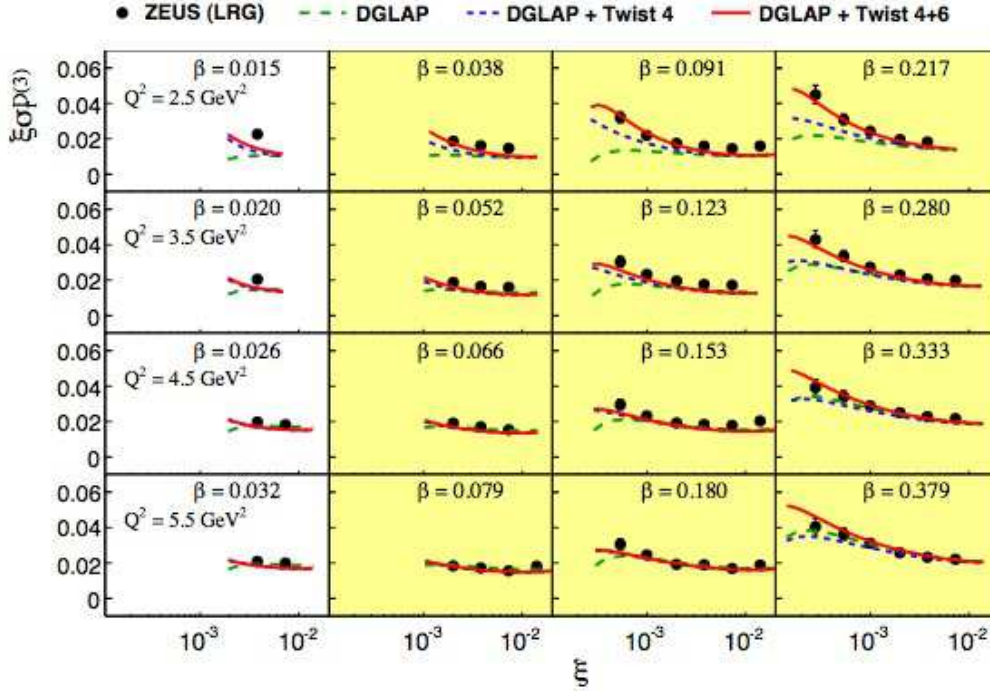 ZEUS (LRG) DGLAP DGLAP + Twist 4 DGLAP + Twist 4+6
ξσD(3)
0.06 β = 0.015 β = 0.038 β = 0.091 β = 0.217
Q² = 2.5 GeV²
0.04
0.02
0
0.06 β = 0.020 β = 0.052 β = 0.123 β = 0.280
Q² = 3.5 GeV²
0.04
0.02
0
0.06 β = 0.026 β = 0.066 β = 0.153 β = 0.333
Q² = 4.5 GeV²
0.04
0.02
0
0.06 β = 0.032 β = 0.079 β = 0.180 β = 0.379
Q² = 5.5 GeV²
0.04
0.02
0
10⁻³ 10⁻² 10⁻³ 10⁻² 10⁻³ 10⁻² 10⁻³ 10⁻²
ξ